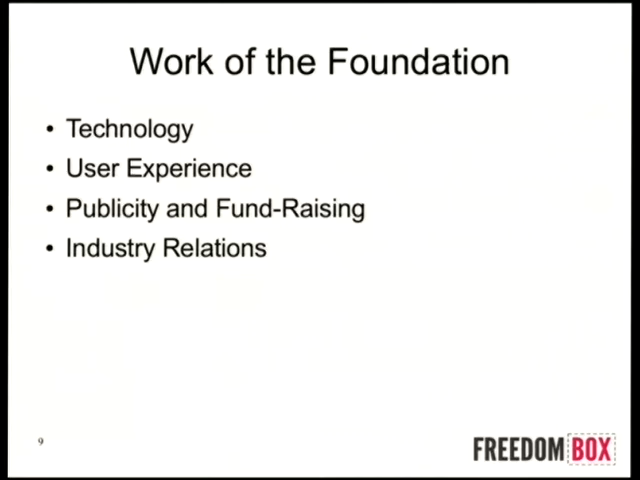 Work of the Foundation
• Technology
• User Experience
• Publicity and Fund-Raising
• Industry Relations
9
FREEDOMBOX